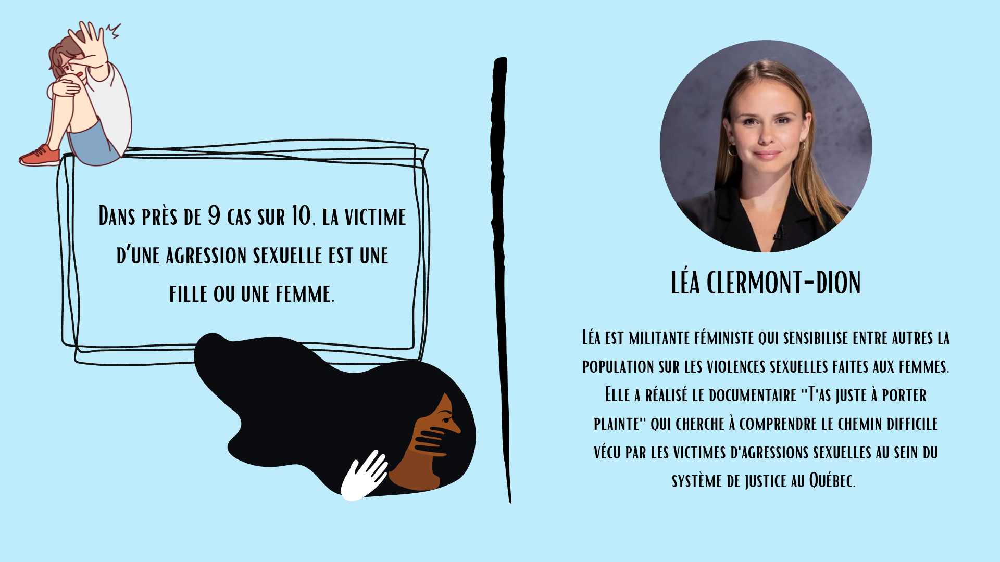 Dans près de 9 cas sur 10, la victime
d'une agression sexuelle est une
fille ou une femme.
LÉA CLERMONT-DION
Léa est militante féministe qui sensibilise entre autres la
population sur les violences sexuelles faites aux femmes.
Elle a réalisé le documentaire "T'as juste à porter
plainte" qui cherche à comprendre le chemin difficile
vécu par les victimes d'agressions sexuelles au sein du
système de justice au Québec.